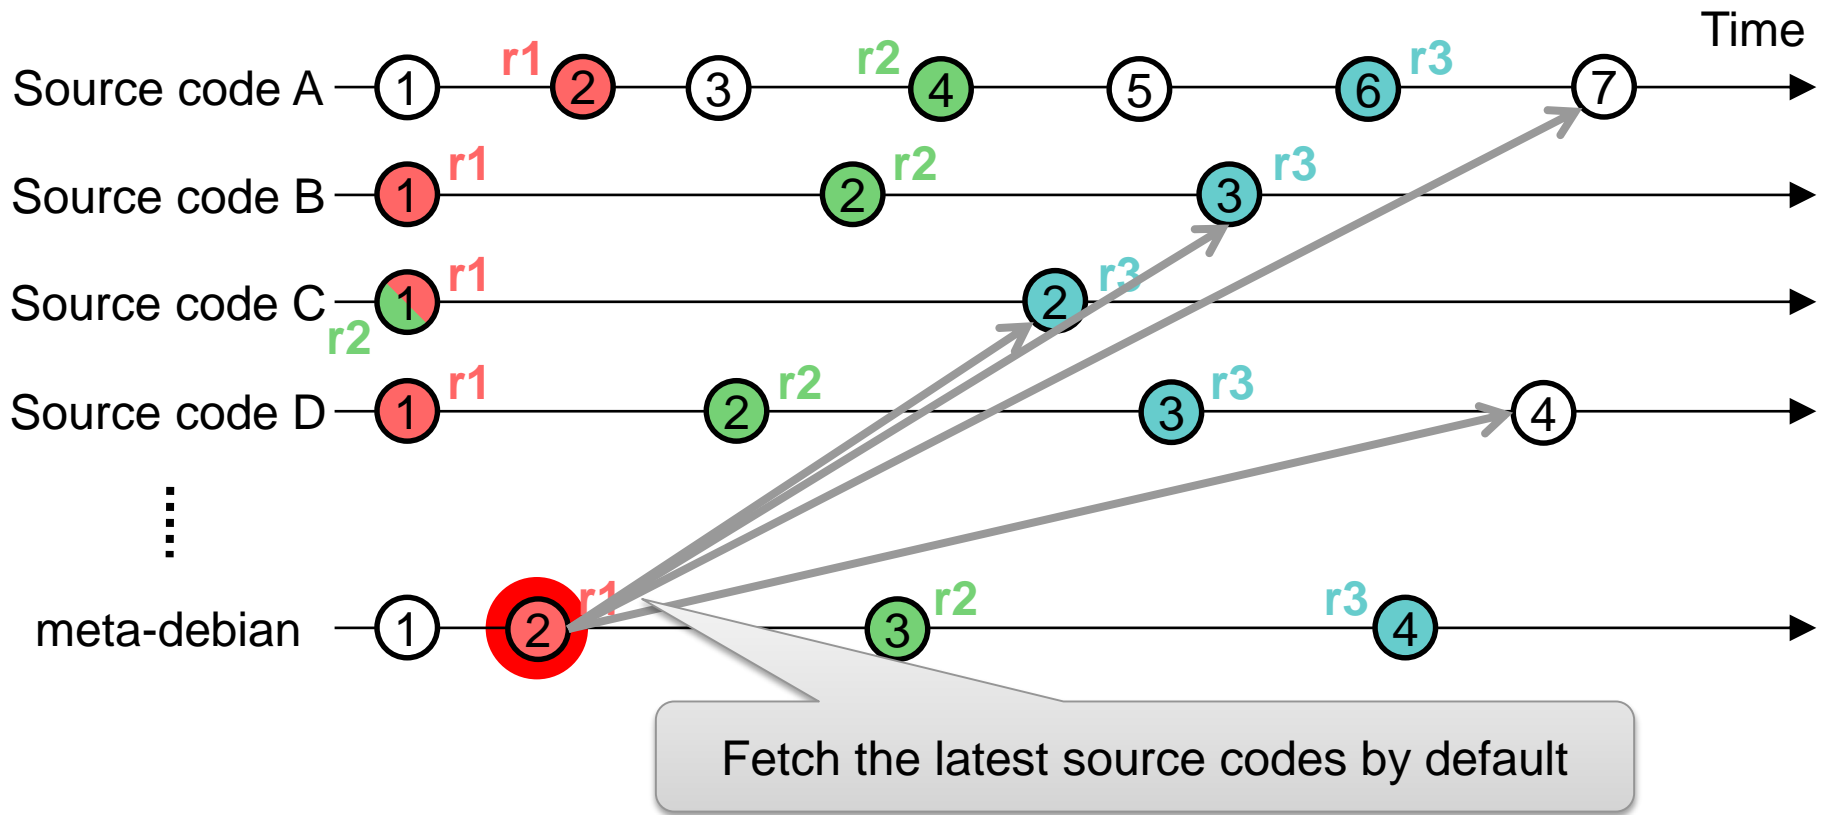 Time
r1 r2 r3
Source code A 1 2 3 4 5 6 7
r1 r2 r3
Source code B 1 2 3
r1 r3
Source code C 1 2
r2
r1 r2 r3
Source code D 1 2 3 4
r1 r2 r3
meta-debian 1 2 3 4
Fetch the latest source codes by default